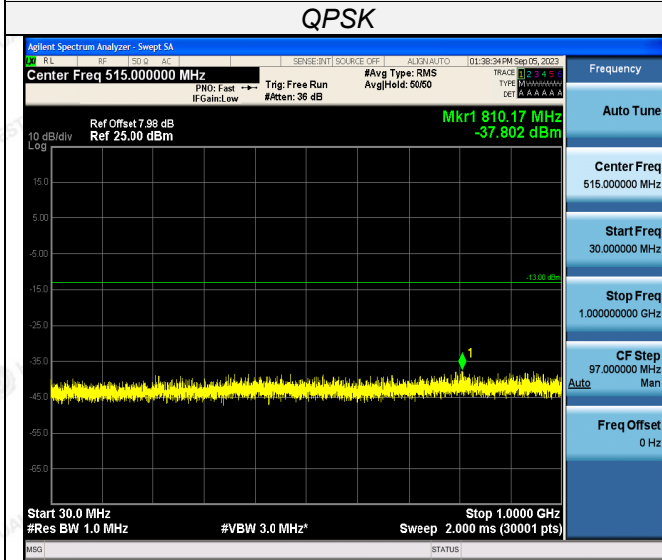 QPSK
Agilent Spectrum Analyzer - Swept SA
RL RF 50 Ω AC SENSE:INT SOURCE OFF ALIGNAUTO 01:38:34 PM Sep 05, 2023
Center Freq 515.000000 MHz
PNO: Fast
IFGain:Low
Trig: Free Run
#Atten: 36 dB
#Avg Type: RMS
Avg|Hold: 50/50
TRACE 1 2 3 4 5 6
TYPE M
DET A A A A A A
Frequency
Mkr1 810.17 MHz
-37.802 dBm
Ref Offset 7.98 dB
Ref 25.00 dBm
10 dB/div
Log
15.0
5.00
-5.00
-15.0
-25.0
-35.0
-45.0
-55.0
-65.0
-13.00 dBm
1
Start 30.0 MHz
Stop 1.0000 GHz
#Res BW 1.0 MHz
#VBW 3.0 MHz*
Sweep 2.000 ms (30001 pts)
MSG
STATUS
Auto Tune
Center Freq
515.000000 MHz
Start Freq
30.000000 MHz
Stop Freq
1.000000000 GHz
CF Step
97.000000 MHz
Auto Man
Freq Offset
0 Hz